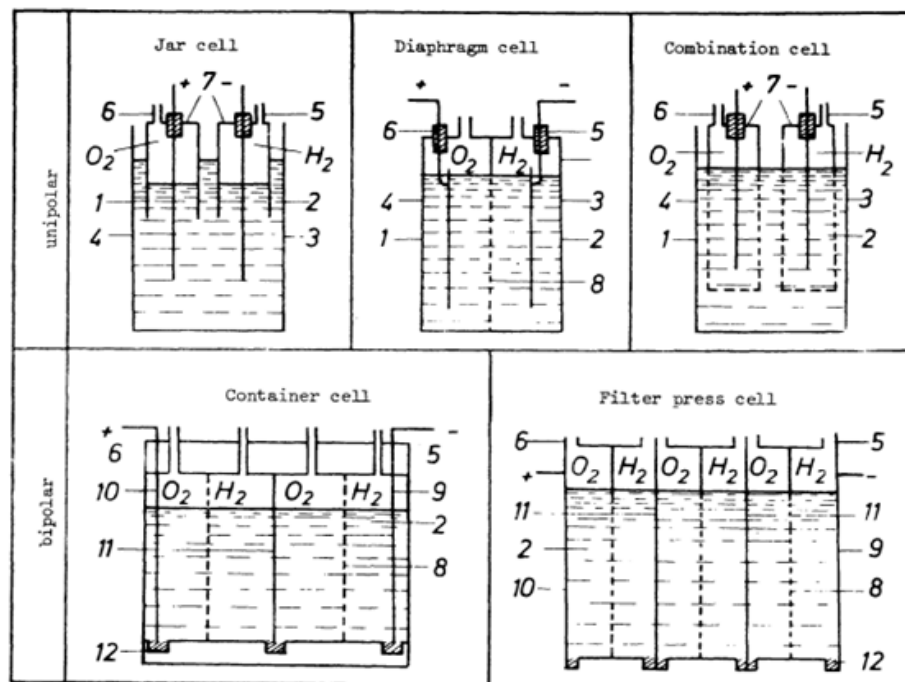 Jar cell
+ 7 -
6 5
O2 H2
1 2
4 3
Diaphragm cell
+ -
6 5
O2 H2
4 3
1 2
8
Combination cell
+ 7 -
6 5
O2 H2
4 3
1 2
unipolar
Container cell
+ -
6 5
10 O2 H2 O2 H2 9
2
11 8
12
Filter press cell
6 5
+ O2 H2 O2 H2 O2 H2 -
11 11
2 9
10 8
12
bipolar